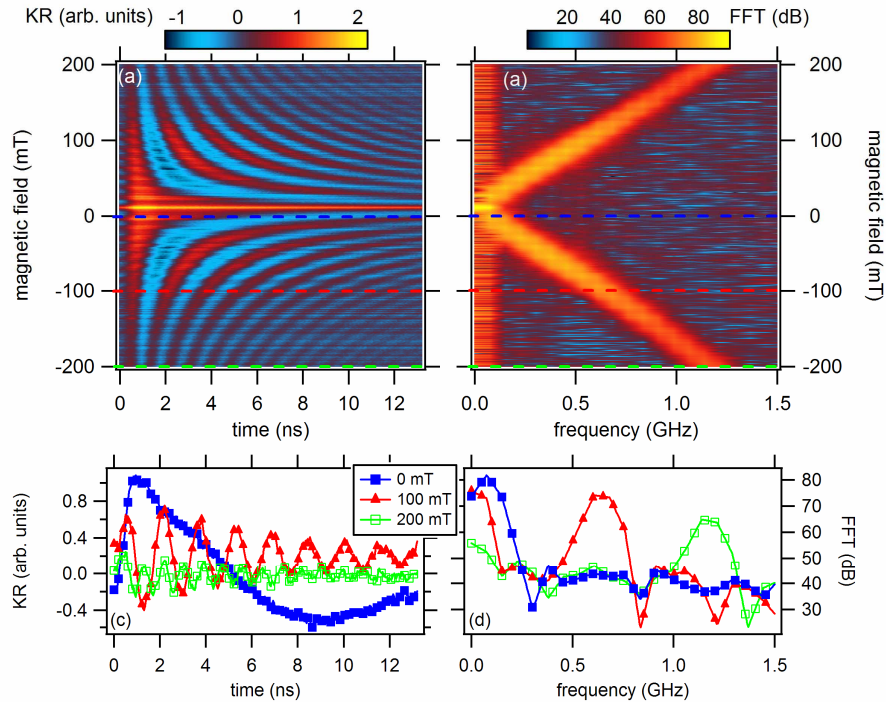 KR (arb. units) -1 0 1 2
20 40 60 80 FFT (dB)
(a)
(a)
200
100
0
-100
-200
magnetic field (mT)
0 2 4 6 8 10 12
time (ns)
200
100
0
-100
-200
magnetic field (mT)
0.0 0.5 1.0 1.5
frequency (GHz)
0 mT
100 mT
200 mT
KR (arb. units)
0.8
0.4
0.0
-0.4
(c)
0 2 4 6 8 10 12
time (ns)
(d)
80
70
60
50
40
30
FFT (dB)
0.0 0.5 1.0 1.5
frequency (GHz)